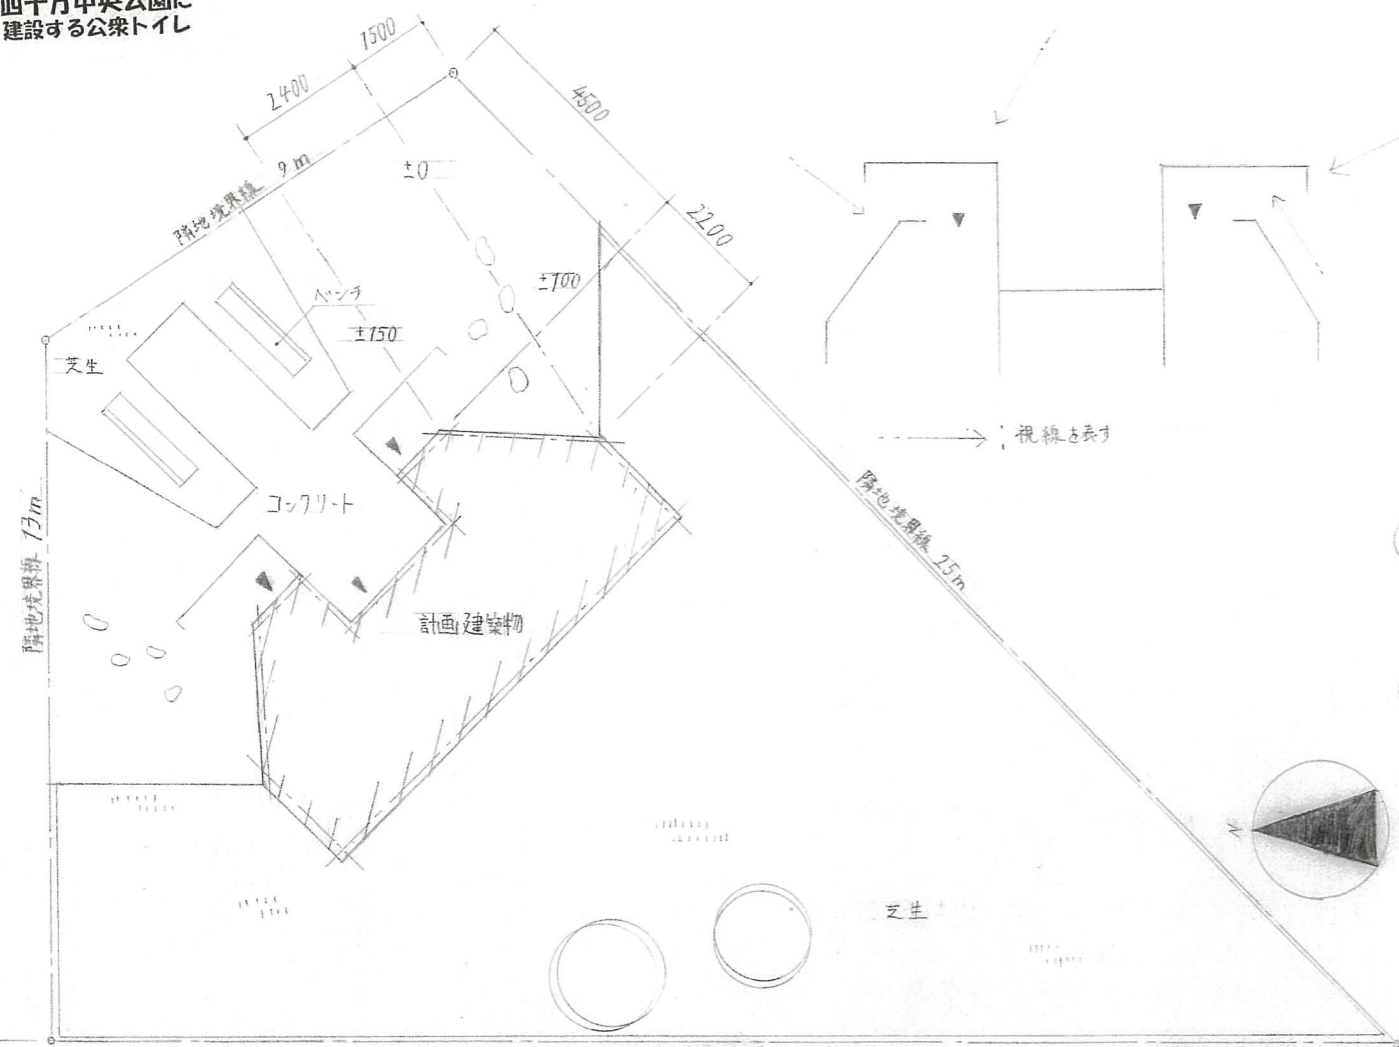 四十万中央公園に
建設する公衆トイレ
1500
2400
4500
2200
隣地境界線 9m
±0
±100
±150
ベンチ
芝生
コンクリート
隣地境界線 13m
計画建築物
隣地境界線 25m
: 視線を表す
芝生
N